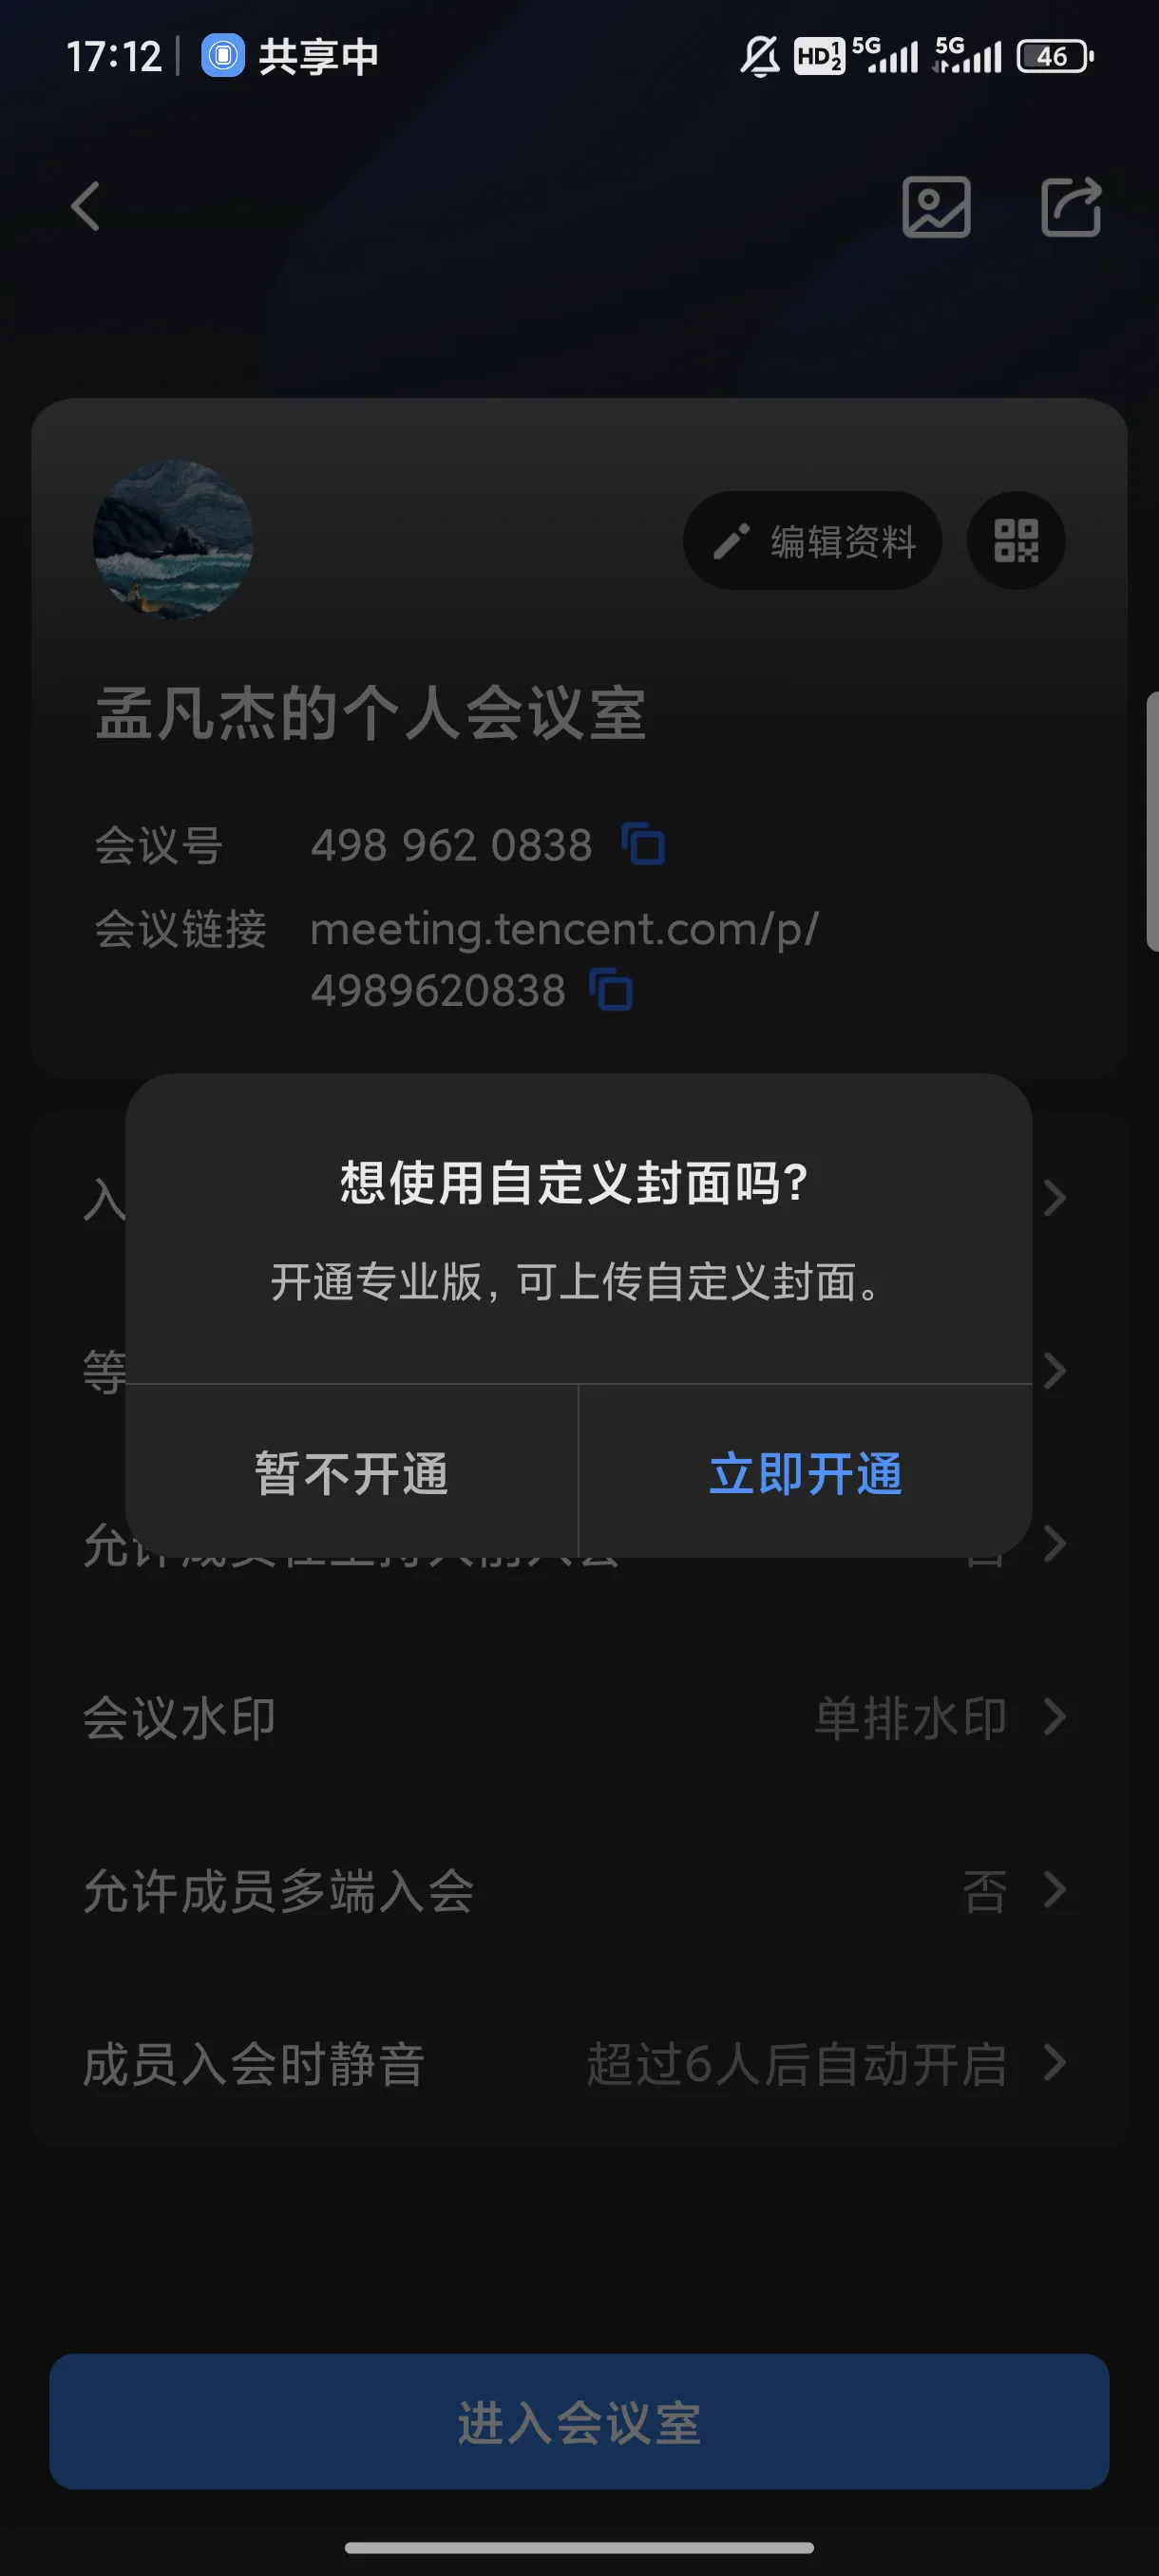 17:12 共享中 HD 1 2 5G 5G 46
编辑资料
孟凡杰的个人会议室
会议号 498 962 0838
会议链接 meeting.tencent.com/p/
4989620838
想使用自定义封面吗?
开通专业版，可上传自定义封面。
入
等
暂不开通 立即开通
会议水印 单排水印
允许成员多端入会 否
成员入会时静音 超过6人后自动开启
进入会议室